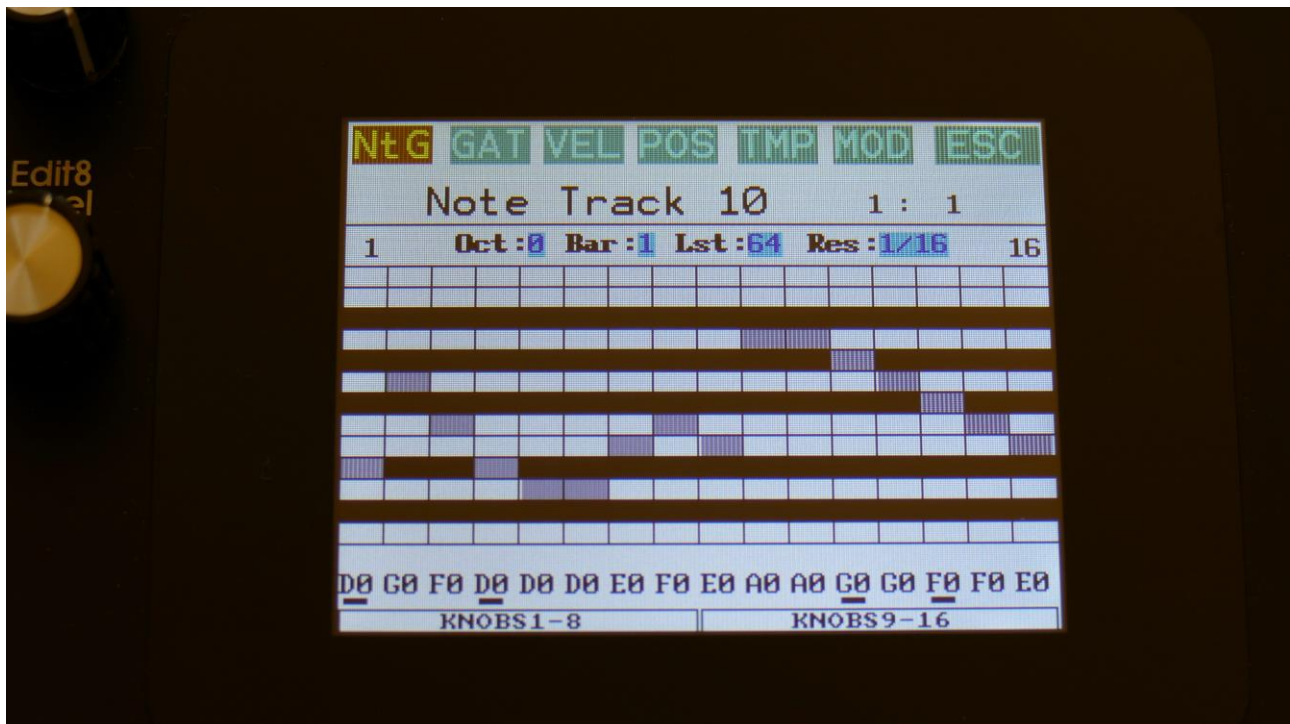 NtG GAT VEL POS TMP MOD ESC
Edit8
Note Track 10 1: 1
1 Oct:0 Bar:1 Lst:64 Res:1/16 16
D0 G0 F0 D0 D0 D0 E0 F0 E0 A0 A0 G0 G0 F0 F0 E0
KNOBS1-8 KNOBS9-16